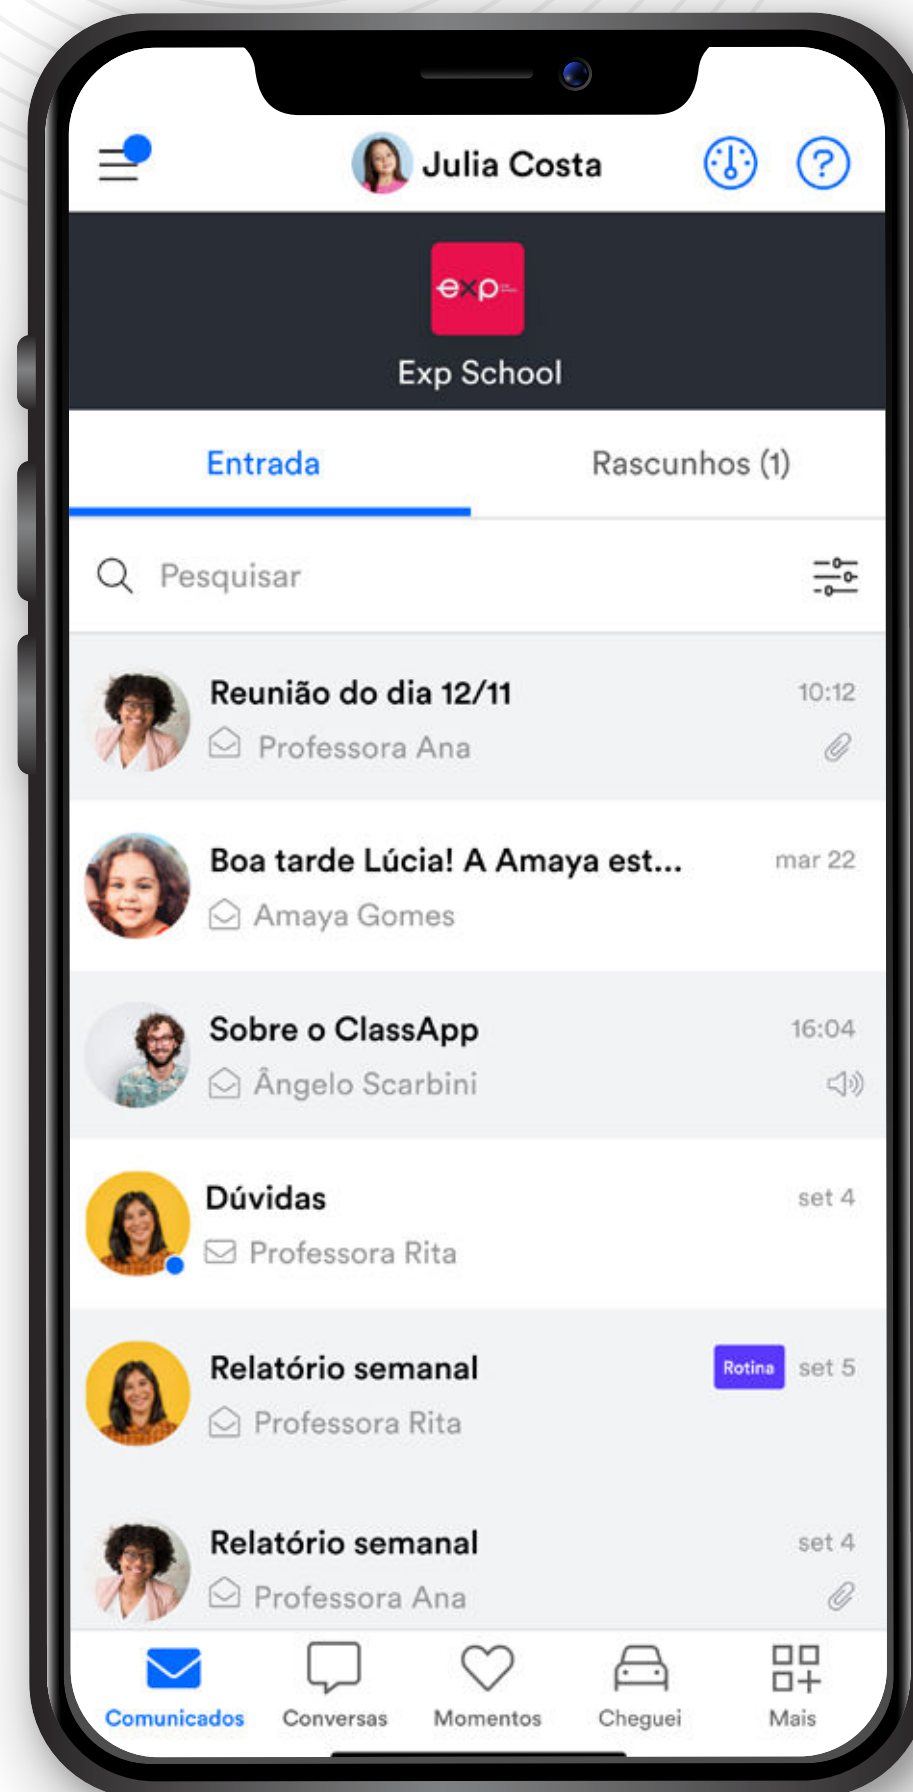 Julia Costa
exp
Exp School
Entrada Rascunhos (1)
Pesquisar
Reunião do dia 12/11 10:12
Professora Ana
Boa tarde Lúcia! A Amaya est... mar 22
Amaya Gomes
Sobre o ClassApp 16:04
Ângelo Scarbini
Dúvidas set 4
Professora Rita
Relatório semanal Rotina set 5
Professora Rita
Relatório semanal set 4
Professora Ana
Comunicados Conversas Momentos Cheguei Mais